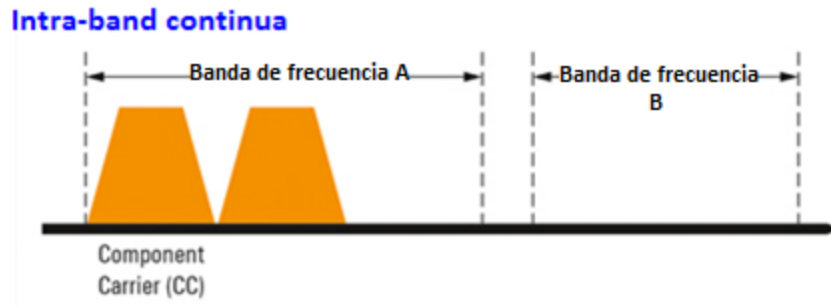 Intra-band continua
Banda de frecuencia A
Banda de frecuencia
B
Component
Carrier (CC)